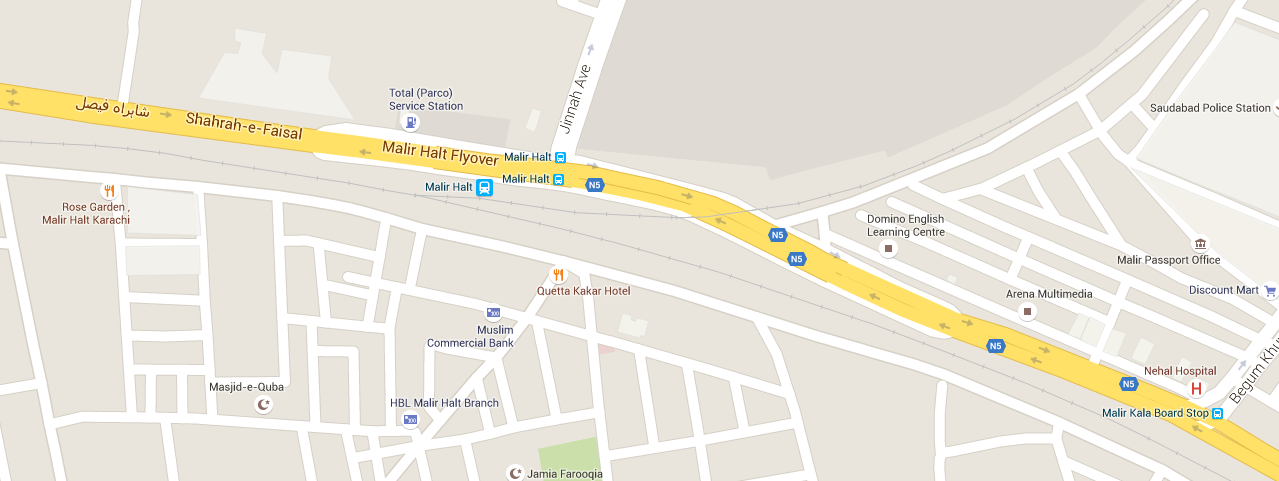 Total (Parco)
Service Station
شاہراہ فیصل
Shahrah-e-Faisal
Jinnah Ave
Saudabad Police Station
Malir Halt Flyover
Malir Halt
Malir Halt
Malir Halt
N5
Rose Garden
Malir Halt Karachi
Domino English
Learning Centre
N5
N5
Malir Passport Office
Quetta Kakar Hotel
Discount Mart
Arena Multimedia
Muslim
Commercial Bank
N5
Nehal Hospital
H
N5
Masjid-e-Quba
HBL Malir Halt Branch
Malir Kala Board Stop
Begum Khur
Jamia Farooqia